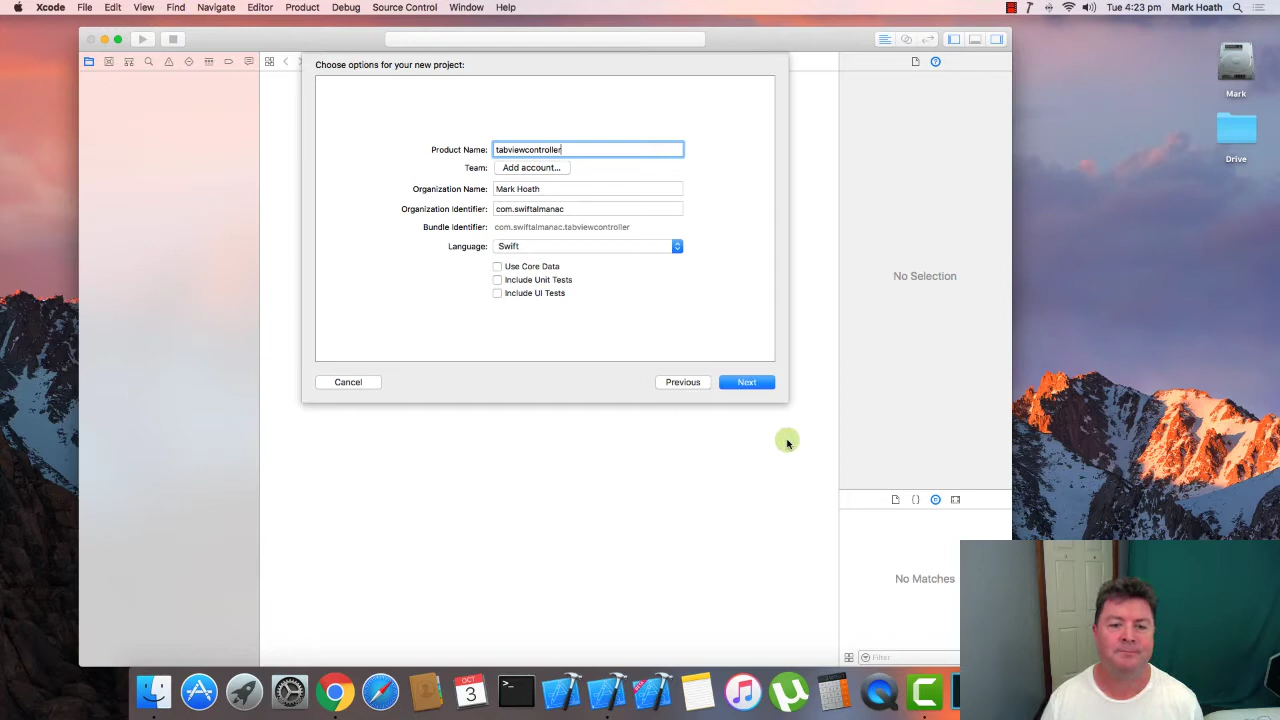 Xcode File Edit View Find Navigate Editor Product Debug Source Control Window Help Tue 4:23 pm Mark Hoath
Choose options for your new project:
Product Name: tabviewcontroller
Team: Add account...
Organization Name: Mark Hoath
Organization Identifier: com.swiftalmanac
Bundle Identifier: com.swiftalmanac.tabviewcontroller
Language: Swift
Use Core Data
Include Unit Tests
Include UI Tests
Cancel Previous Next
No Selection
No Matches
Filter
Mark
Drive
OCT
3